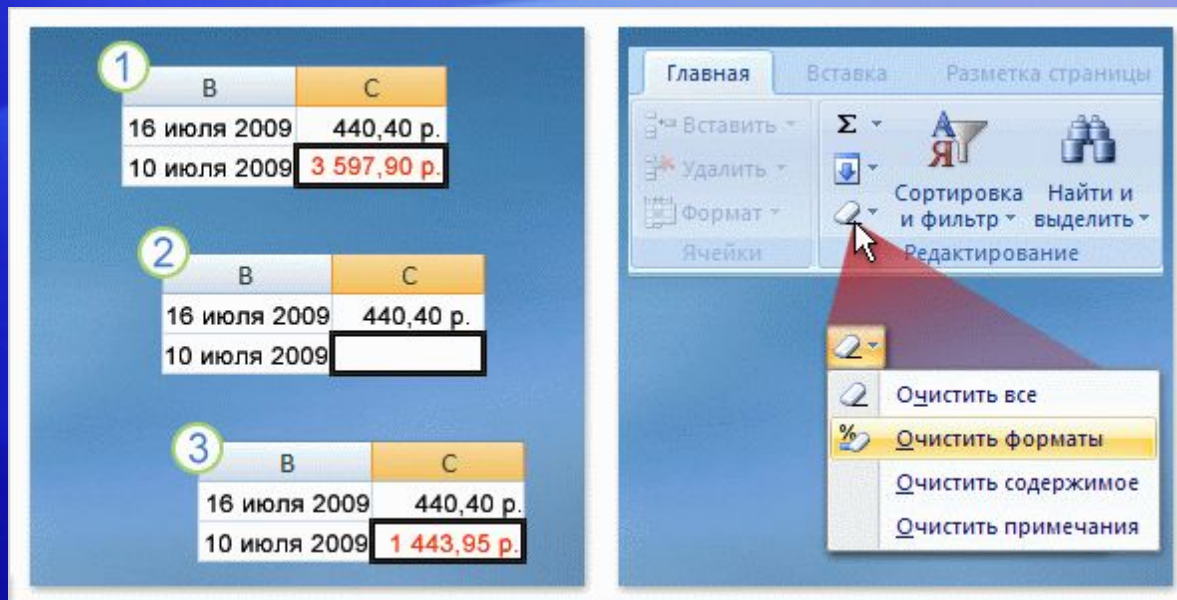 1
B C
16 июля 2009 440,40 р.
10 июля 2009 3 597,90 р.
2
B C
16 июля 2009 440,40 р.
10 июля 2009
3
B C
16 июля 2009 440,40 р.
10 июля 2009 1 443,95 р.
Главная Вставка Разметка страницы
Вставить
Удалить
Формат
Ячейки
Σ
Сортировка
и фильтр
Найти и
выделить
Редактирование
Очистить все
Очистить форматы
Очистить содержимое
Очистить примечания